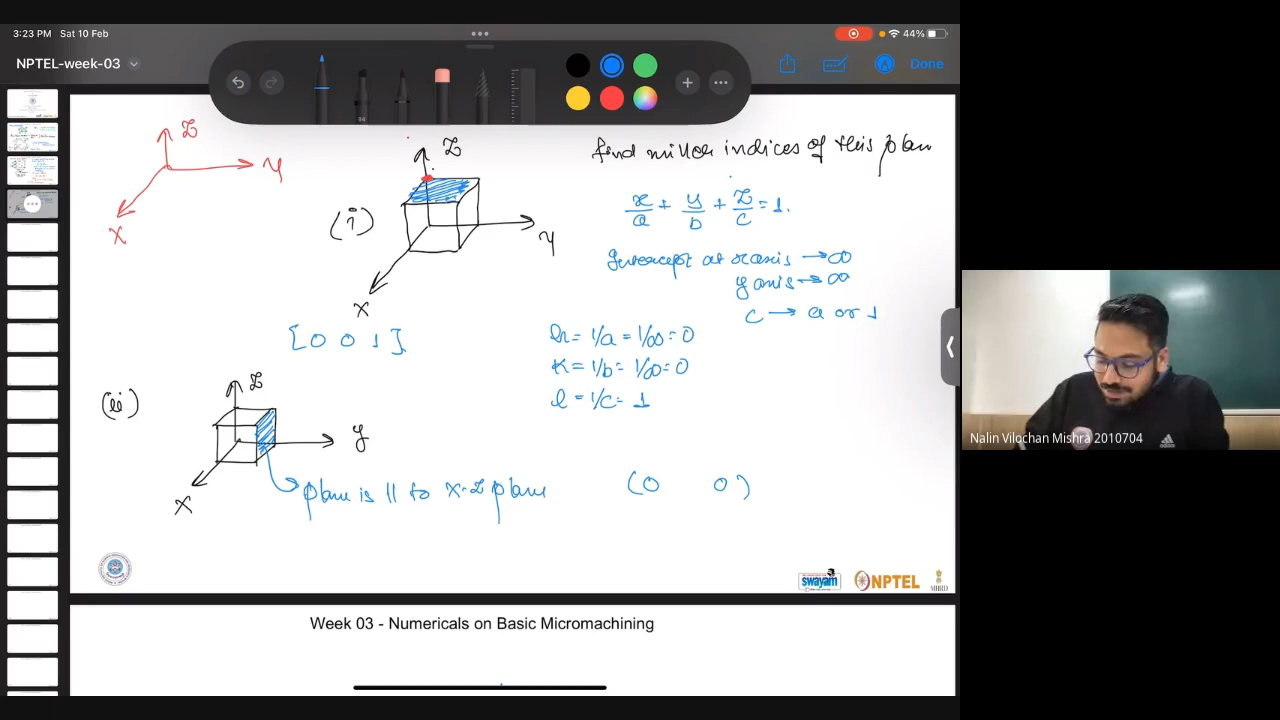 3:23 PM Sat 10 Feb
44%
NPTEL-week-03
Done
Z
y
X
find miller indices of this plane
(i)
Z
y
X
x/a + y/b + z/c = 1.
Intercept at x axis → ∞
y axis → ∞
c → a or 1
[0 0 1].
h = 1/a = 1/∞ = 0
K = 1/b = 1/∞ = 0
l = 1/c = 1
(ii)
Z
y
X
plane is || to x-z plane
(0 0)
Nalin Vilochan Mishra 2010704
swayam
NPTEL
MHRD
Week 03 - Numericals on Basic Micromachining